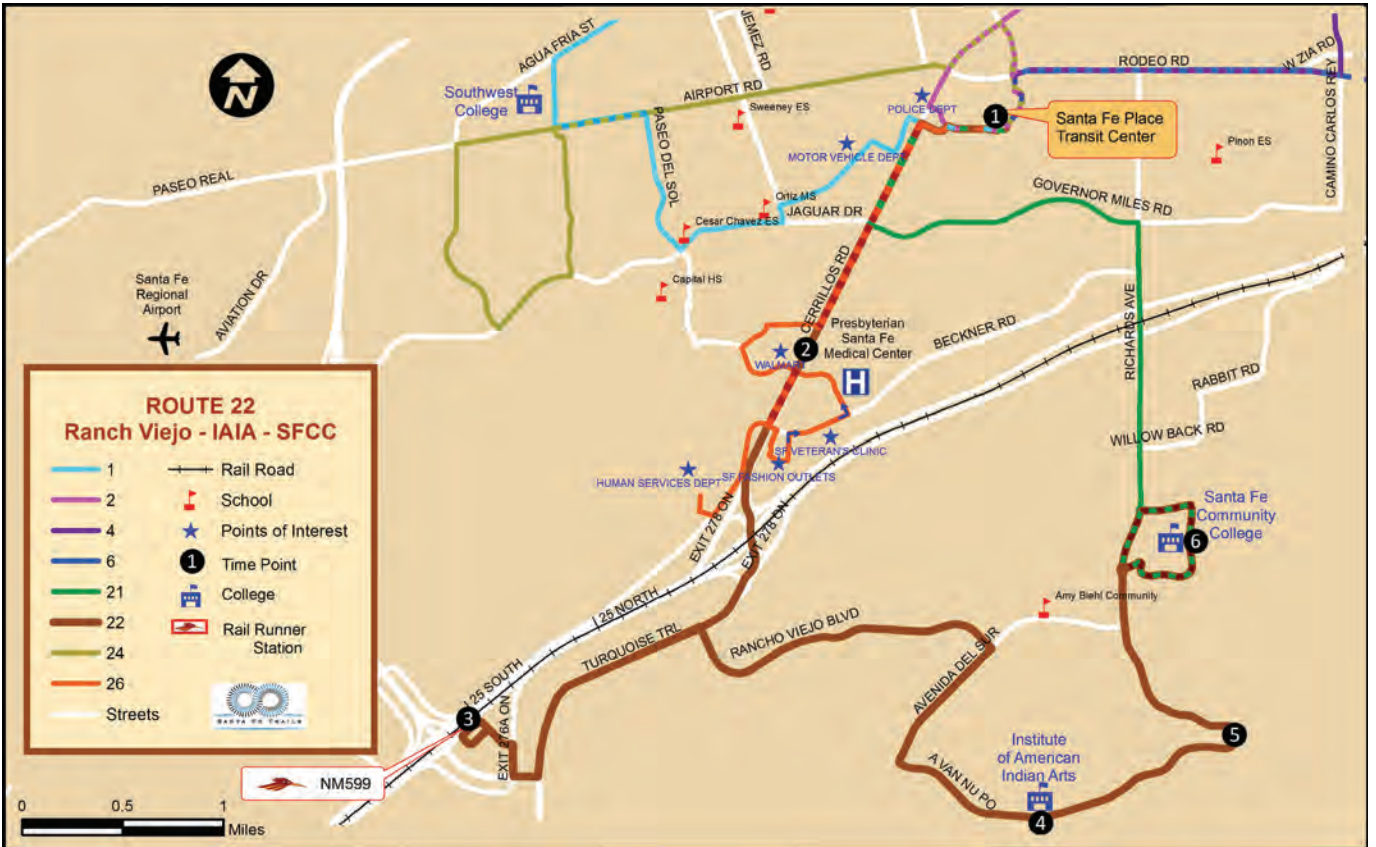 N
AGUA FRIA ST
JEMEZ RD
Southwest
College
AIRPORT RD
Sweeney ES
POLICE DEPT
RODEO RD
W ZIA RD
1
Santa Fe Place
Transit Center
PASEO DEL SOL
MOTOR VEHICLE DEPT
Pinon ES
CAMINO CARLOS REY
PASEO REAL
Ortiz MS
JAGUAR DR
GOVERNOR MILES RD
Cesar Chavez ES
Santa Fe
Regional
Airport
AVIATION DR
Capital HS
CERRILLOS RD
Presbyterian
Santa Fe
Medical Center
BECKNER RD
2
WALMART
H
RICHARDS AVE
RABBIT RD
WILLOW BACK RD
SF VETERAN'S CLINIC
HUMAN SERVICES DEPT
SF FASHION OUTLETS
EXIT 278 ON
EXIT 278 ON
Santa Fe
Community
College
6
ROUTE 22
Ranch Viejo - IAIA - SFCC
1
2
4
6
21
22
24
26
Streets
Rail Road
School
Points of Interest
1 Time Point
College
Rail Runner
Station
SANTA FE TRAILS
I 25 NORTH
TURQUOISE TRL
RANCHO VIEJO BLVD
Amy Biehl Community
I 25 SOUTH
AVENIDA DEL SUR
3
EXIT 276A ON
5
NM599
Institute
of American
Indian Arts
A VAN NU PO
4
0 0.5 1
Miles